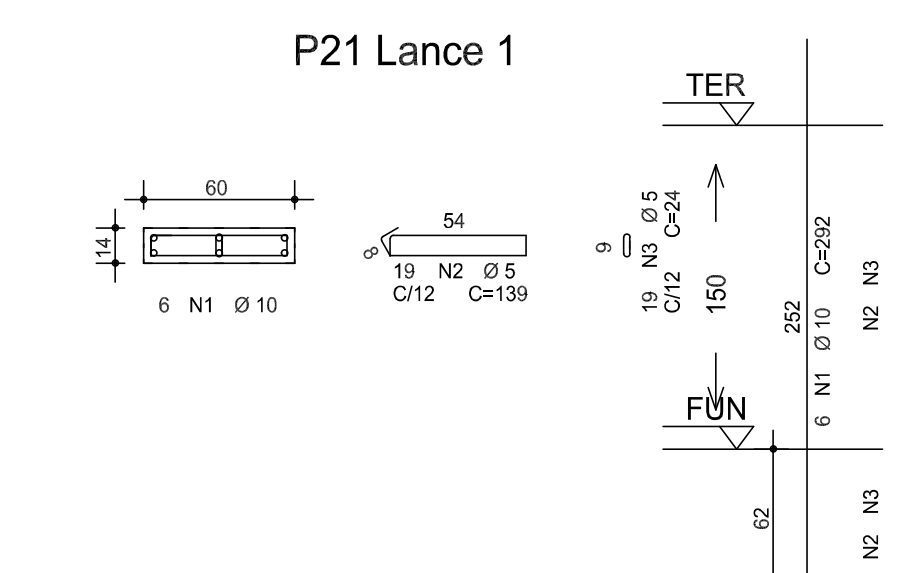 P21 Lance 1
TER
60
14
6 N1 Ø 10
54
8
19 N2 Ø 5
C/12 C=139
9
19 N3 Ø 5
C/12 C=24
150
252
6 N1 Ø 10 C=292
N2 N3
FUN
62
N2 N3